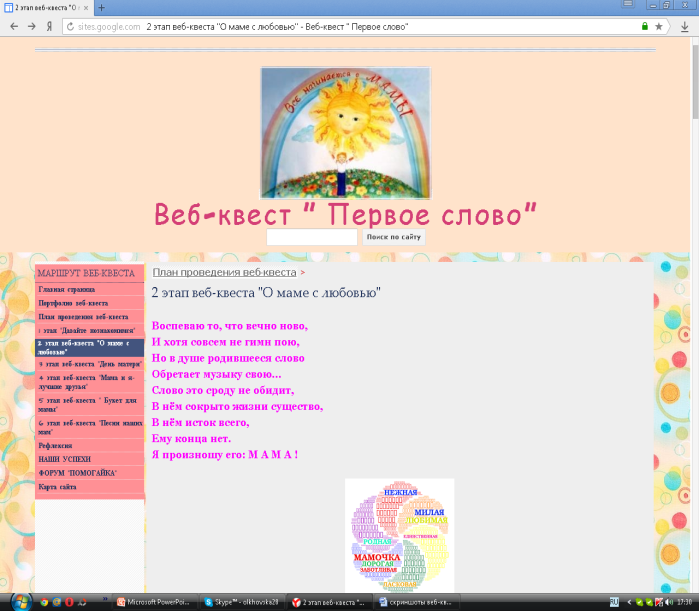 2 этап веб-квеста "О
sites.google.com 2 этап веб-квеста "О маме с любовью" - Веб-квест " Первое слово"
Все начинается с МАМЫ
Веб-квест " Первое слово"
Поиск по сайту
МАРШРУТ ВЕБ-КВЕСТА
Главная страница
Портфолио веб-квеста
План проведения веб-квеста
1 этап "Давайте познакомимся"
2 этап веб-квеста "О маме с
любовью"
3 этап веб-квеста "День матери"
4 этап веб-квеста "Мама и я-
лучшие друзья"
5 этап веб-квеста " Букет для
мамы"
6 этап веб-квеста "Песни наших
мам"
Рефлексия
НАШИ УСПЕХИ
ФОРУМ "ПОМОГАЙКА"
Карта сайта
План проведения веб-квеста >
2 этап веб-квеста "О маме с любовью"
Воспеваю то, что вечно ново,
И хотя совсем не гимн пою,
Но в душе родившееся слово
Обретает музыку свою...
Слово это сроду не обидит,
В нём сокрыто жизни существо,
В нём исток всего,
Ему конца нет.
Я произношу его: М А М А !
НЕЖНАЯ
МИЛАЯ
ЛЮБИМАЯ
ЕДИНСТВЕННАЯ
РОДНАЯ
МАМОЧКА
ДОРОГАЯ
ЗАБОТЛИВАЯ
ЛАСКОВАЯ
Microsoft PowerPoi...
Skype™ - olkhovska28
2 этап веб-квеста "...
скриншоты веб-кв...
RU
17:30